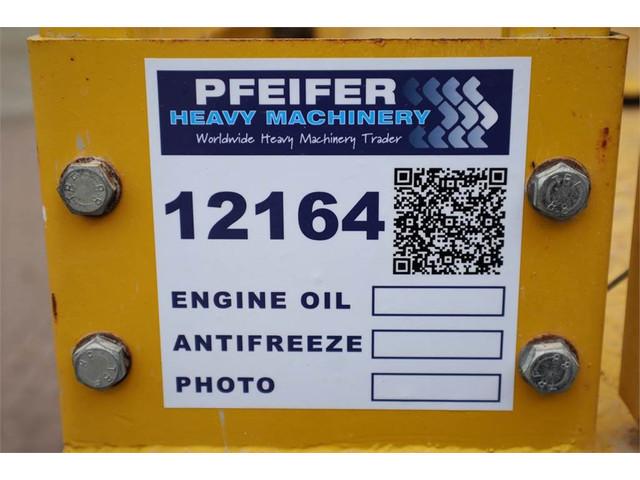 PFEIFER
HEAVY MACHINERY
Worldwide Heavy Machinery Trader
12164
ENGINE OIL
ANTIFREEZE
PHOTO